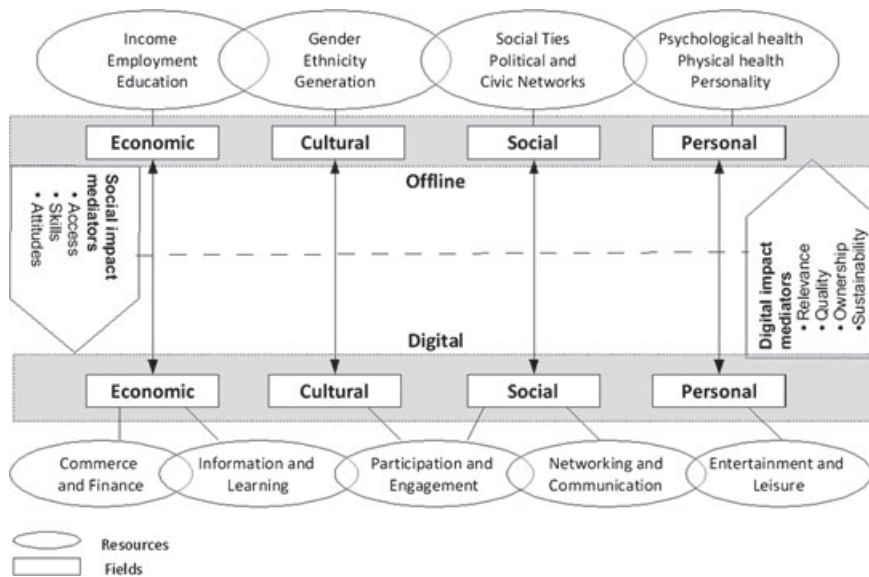 Income
Employment
Education
Gender
Ethnicity
Generation
Social Ties
Political and
Civic Networks
Psychological health
Physical health
Personality
Economic
Cultural
Social
Personal
Offline
Social impact
mediators
• Access
• Skills
• Attitudes
Digital impact
mediators
• Relevance
• Quality
• Ownership
• Sustainability
Digital
Economic
Cultural
Social
Personal
Commerce
and Finance
Information and
Learning
Participation and
Engagement
Networking and
Communication
Entertainment and
Leisure
Resources
Fields